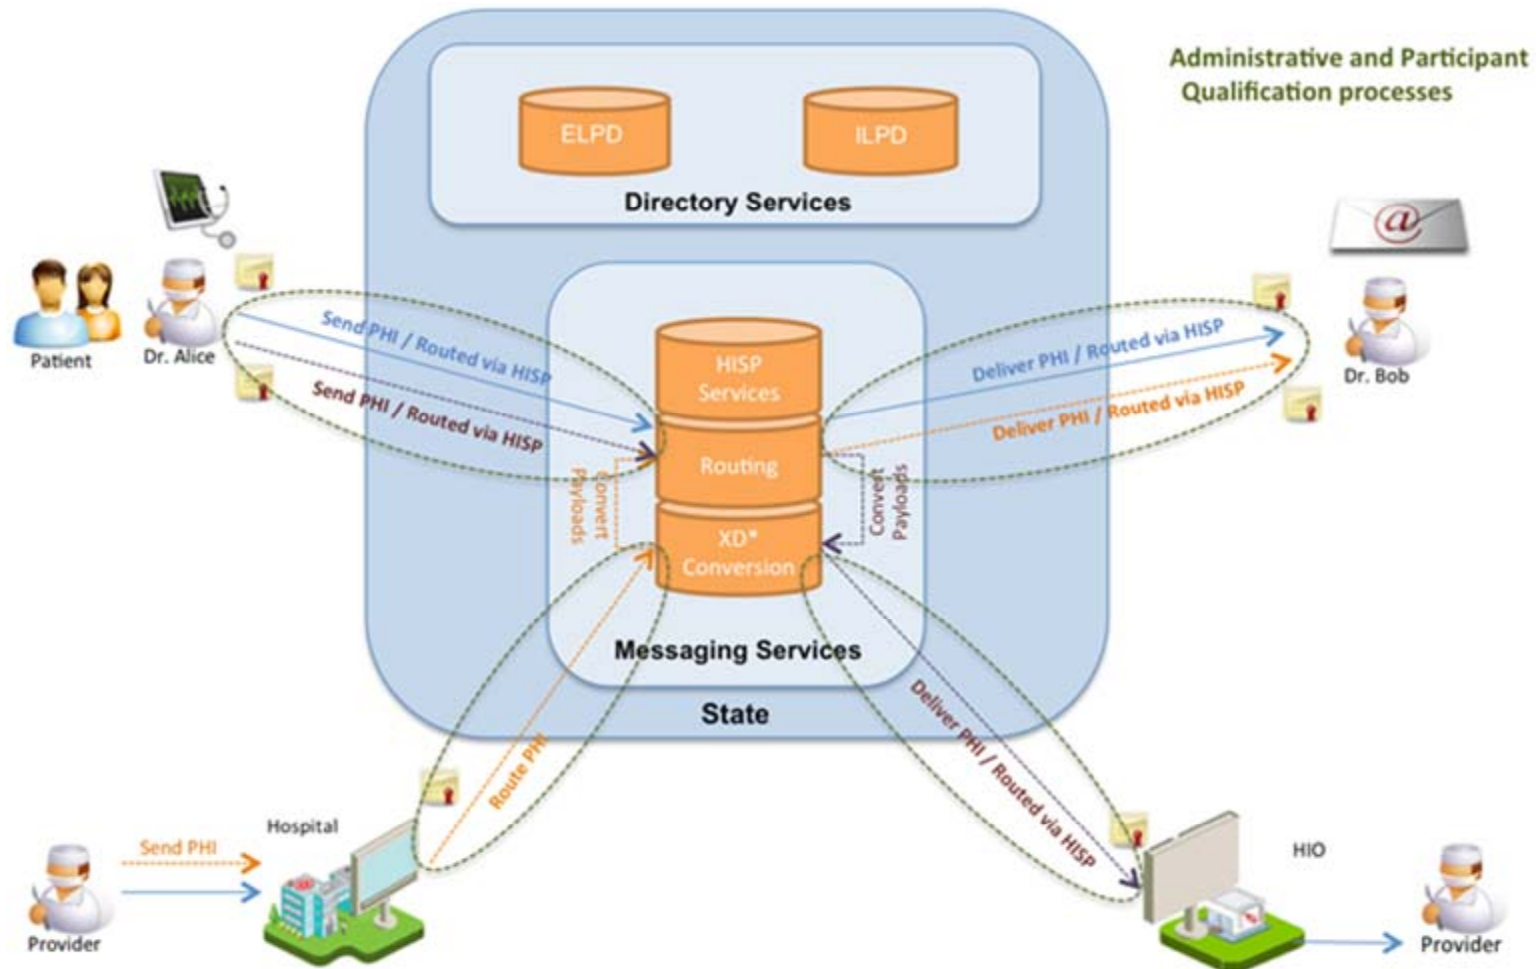 Administrative and Participant
Qualification processes
ELPD
ILPD
Directory Services
@
Patient
Dr. Alice
Dr. Bob
Send PHI / Routed via HISP
Send PHI / Routed via HISP
Deliver PHI / Routed via HISP
Deliver PHI / Routed via HISP
HISP
Services
Routing
XD*
Conversion
Convert
Payloads
Convert
Payloads
Messaging Services
State
Route PHI
Deliver PHI / Routed via HISP
Hospital
Send PHI
Provider
HIO
Provider